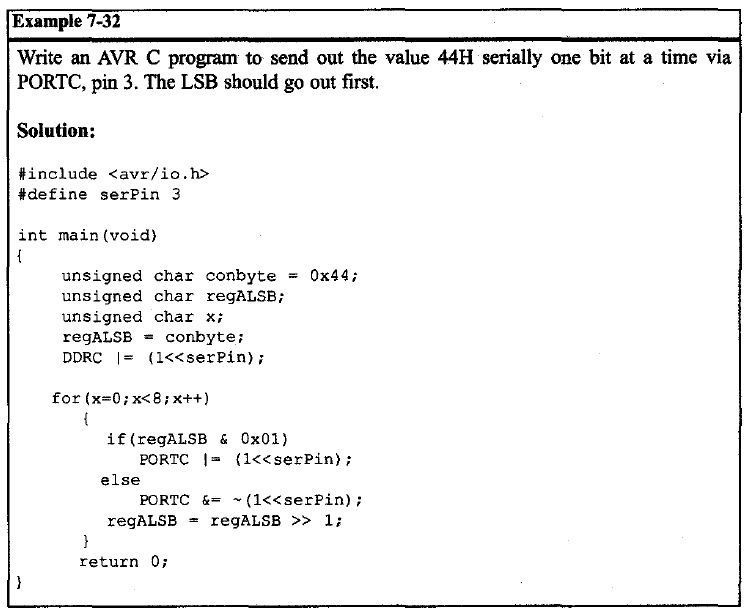 Example 7-32
Write an AVR C program to send out the value 44H serially one bit at a time via
PORTC, pin 3. The LSB should go out first.
Solution:
#include <avr/io.h>
#define serPin 3
int main(void)
{
unsigned char conbyte = 0x44;
unsigned char regALSB;
unsigned char x;
regALSB = conbyte;
DDRC |= (1<<serPin);
for(x=0;x<8;x++)
{
if(regALSB & 0x01)
PORTC |= (1<<serPin);
else
PORTC &= ~(1<<serPin);
regALSB = regALSB >> 1;
}
return 0;
}